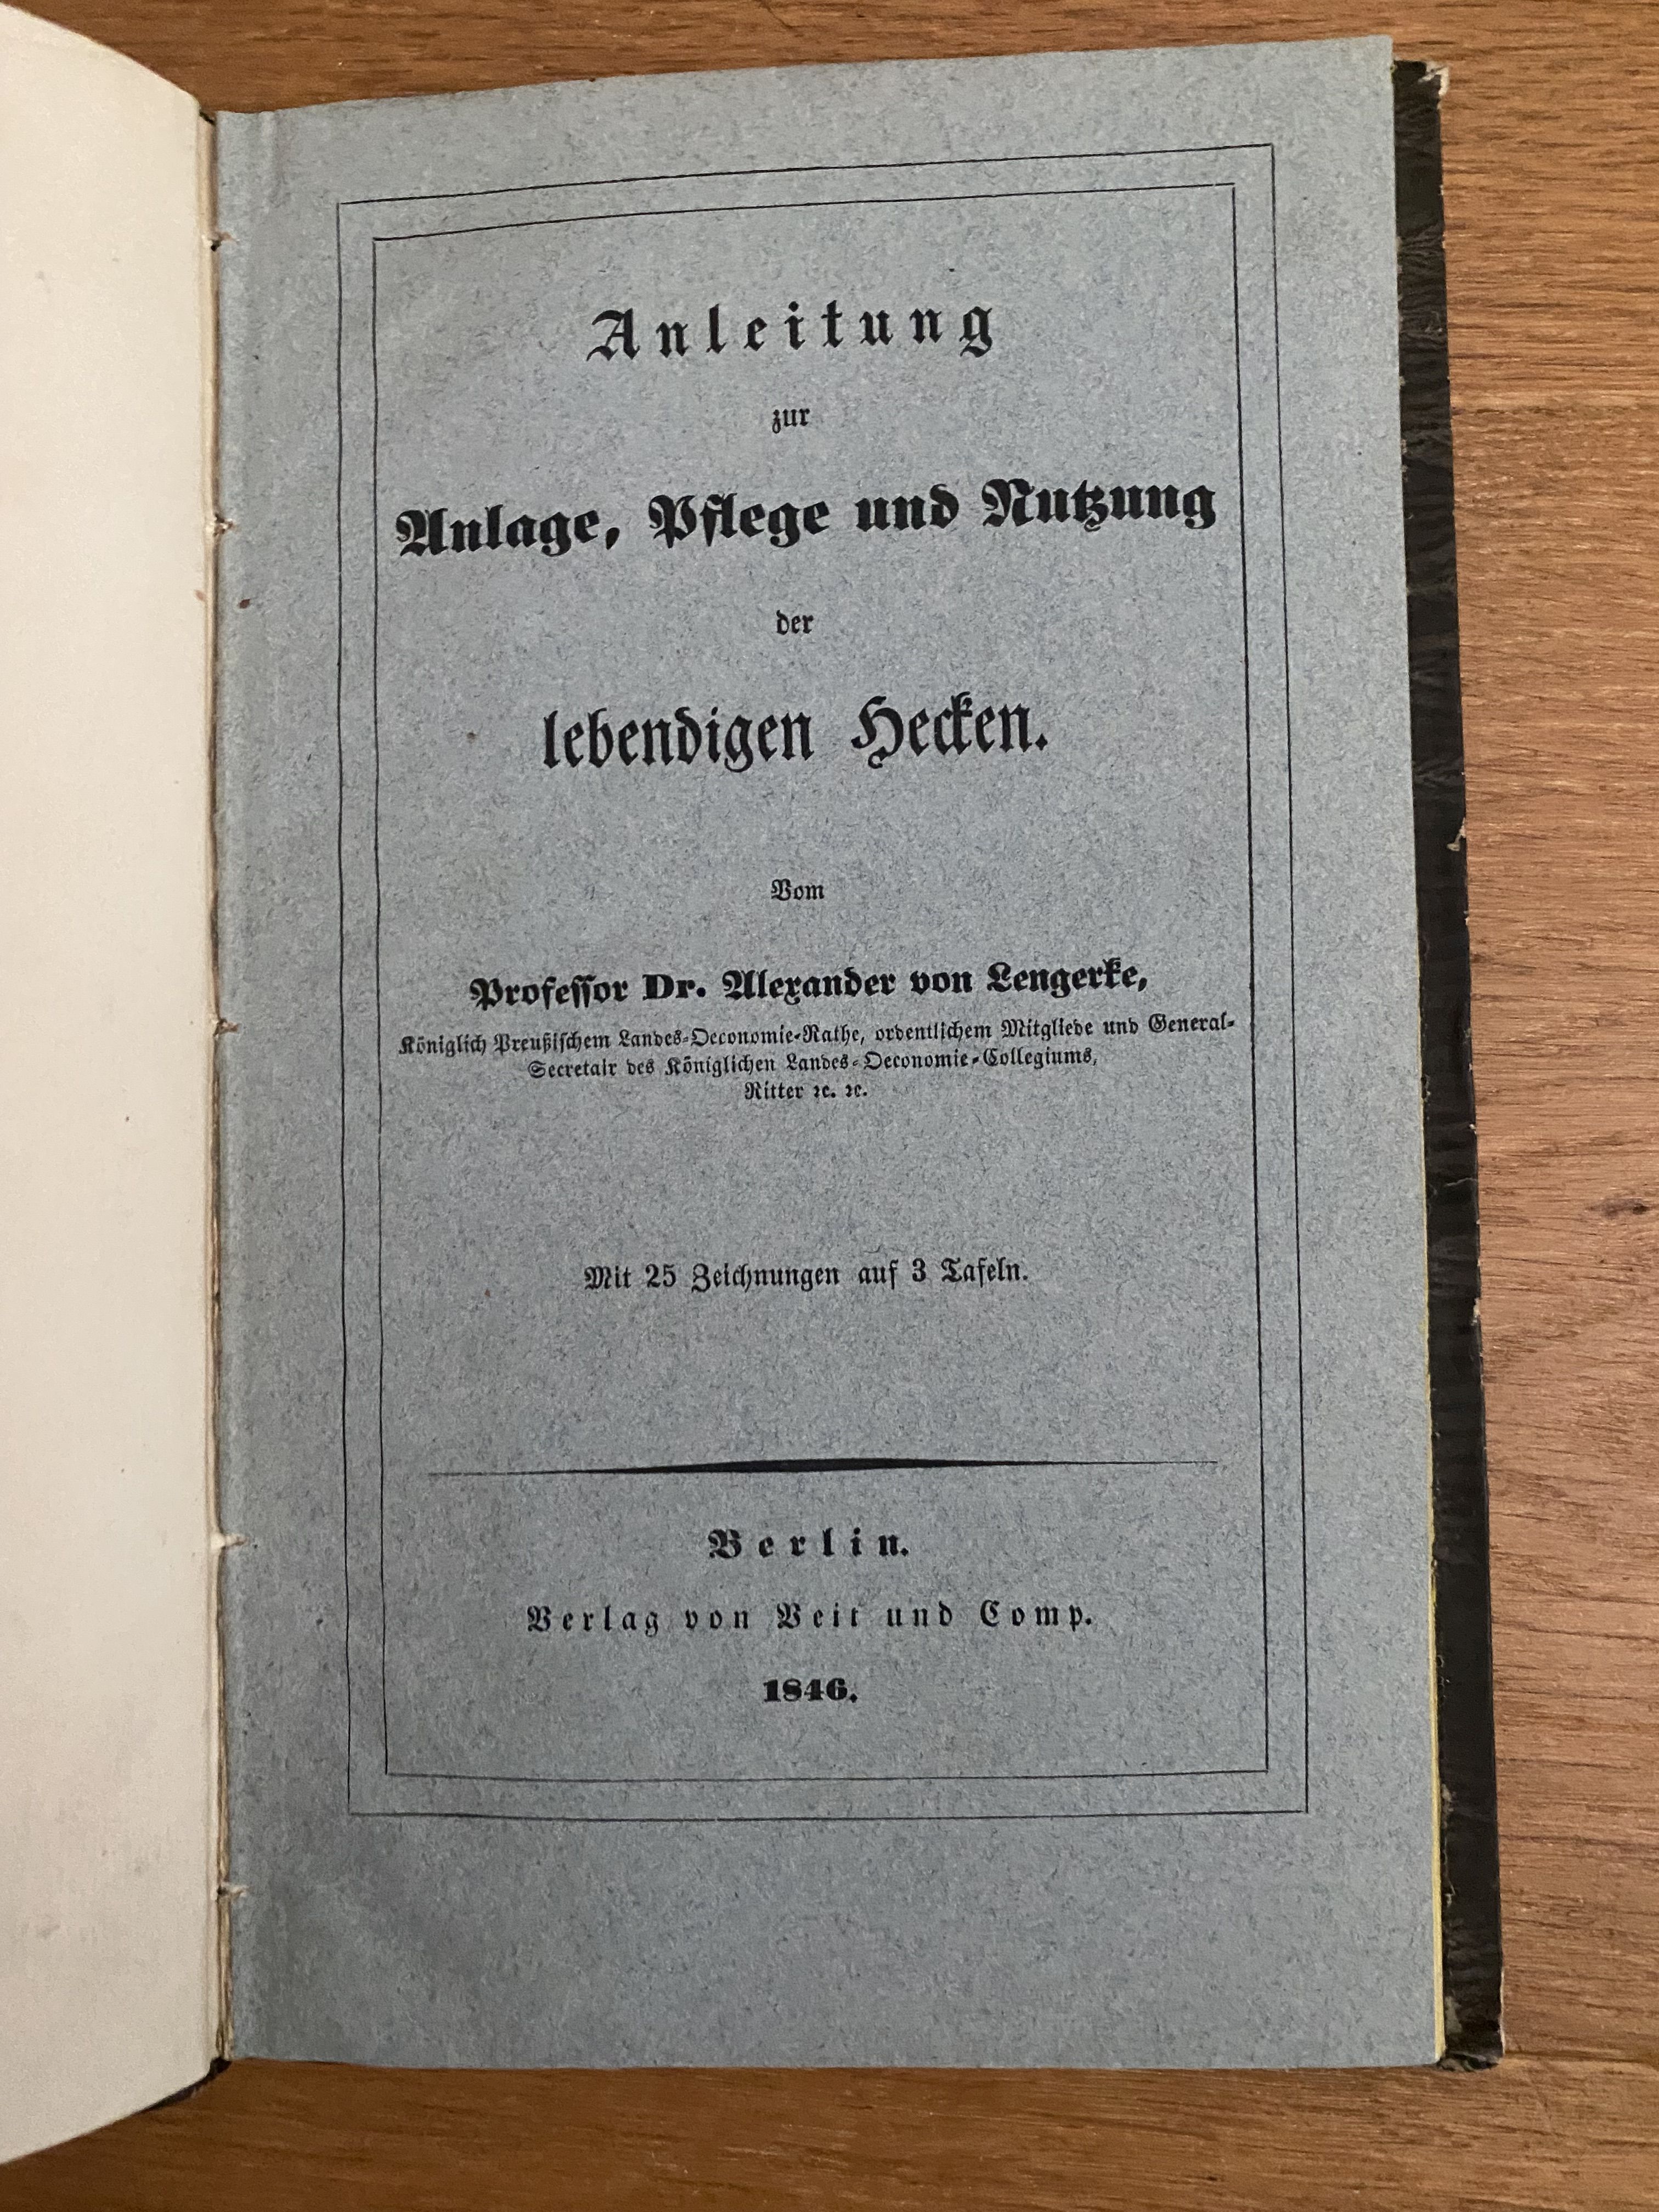 Anleitung
zur
Anlage, Pflege und Nutzung
der
lebendigen Hecken.
Vom
Professor Dr. Alexander von Lengerke,
Königlich Preußischem Landes-Oeconomie-Rathe, ordentlichem Mitgliede und General-
Secretair des Königlichen Landes-Oeconomie-Collegiums,
Ritter ꝛc. ꝛc.
Mit 25 Zeichnungen auf 3 Tafeln.
Berlin.
Verlag von Veit und Comp.
1846.